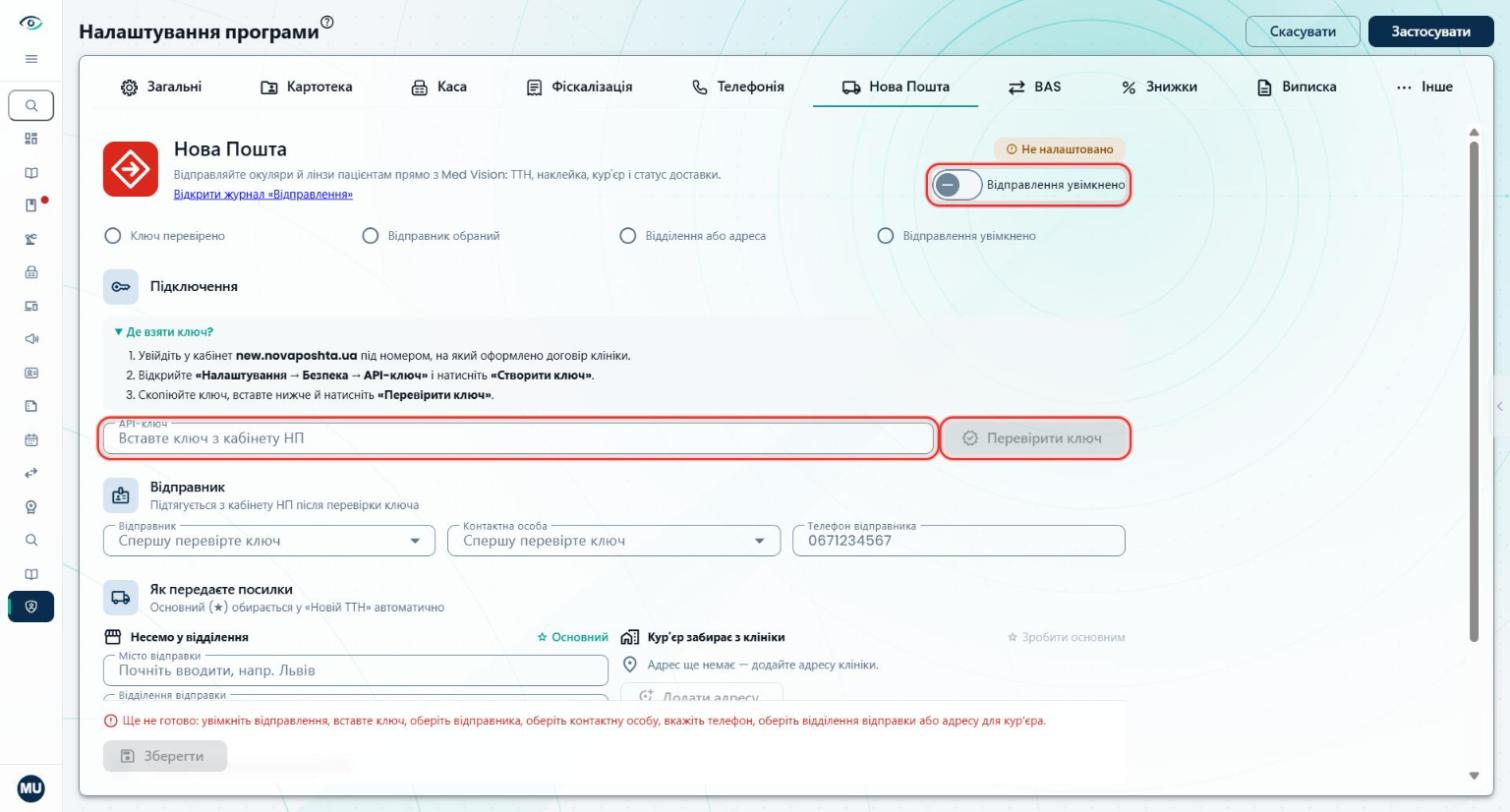 Налаштування програми
Скасувати
Застосувати
Загальні
Картотека
Каса
Фіскалізація
Телефонія
Нова Пошта
BAS
Знижки
Виписка
Інше
Нова Пошта
Відправляйте окуляри й лінзи пацієнтам прямо з Med Vision: ТТН, наклейка, кур'єр і статус доставки.
Відкрити журнал «Відправлення»
Не налаштовано
Відправлення увімкнено
Ключ перевірено
Відправник обраний
Відділення або адреса
Відправлення увімкнено
Підключення
▼ Де взяти ключ?
1. Увійдіть у кабінет new.novaposhta.ua під номером, на який оформлено договір клініки.
2. Відкрийте «Налаштування → Безпека → API-ключ» і натисніть «Створити ключ».
3. Скопіюйте ключ, вставте нижче й натисніть «Перевірити ключ».
API-ключ
Вставте ключ з кабінету НП
Перевірити ключ
Відправник
Підтягується з кабінету НП після перевірки ключа
Відправник
Спершу перевірте ключ
Контактна особа
Спершу перевірте ключ
Телефон відправника
0671234567
Як передаєте посилки
Основний (★) обирається у «Новій ТТН» автоматично
Несемо у відділення
☆ Основний
Кур'єр забирає з клініки
☆ Зробити основним
Місто відправки
Почніть вводити, напр. Львів
Адрес ще немає — додайте адресу клініки.
Відділення відправки
Додати адресу
Ще не готово: увімкніть відправлення, вставте ключ, оберіть відправника, оберіть контактну особу, вкажіть телефон, оберіть відділення відправки або адресу для кур'єра.
Зберегти
MU